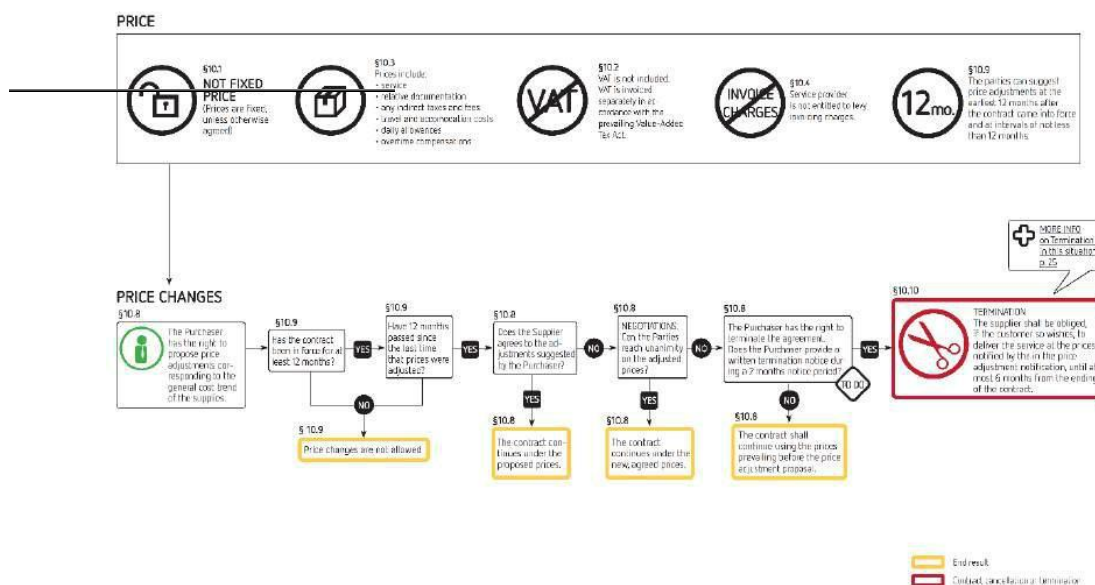 PRICE
§10.1
NOT FIXED
PRICE
(Prices are fixed,
unless otherwise
agreed)
§10.3
Prices include:
• service
• relative documentation
• any indirect taxes and fees
• travel and accomodation costs
• daily allowances
• overtime compensations
VAT
§10.2
VAT is not included.
VAT is invoiced
separately in ac
cordance with the
prevailing Value-Added
Tax Act.
INVOICE
CHARGES
§10.4
Service provider
is not entitled to levy
invoicing charges.
12mo.
§10.9
The parties can suggest
price adjustments at the
earliest 12 months after
the contract came into force
and at intervals of not less
than 12 months.
MORE INFO
on Termination
in this situation
p. 25
PRICE CHANGES
§10.8
The Purchaser
has the right to
propose price
adjustments cor-
responding to the
general cost trend
of the supplies.
§10.9
Has the contract
been in force for at
least 12 months?
YES
§10.9
Have 12 months
passed since
the last time
that prices were
adjusted?
YES
NO
§ 10.9
Price changes are not allowed
§10.8
Does the Supplier
agrees to the ad-
justments suggested
by the Purchaser?
NO
YES
§10.8
The contract con-
tinues under the
proposed prices.
§10.8
NEGOTIATIONS:
Can the Parties
reach unanimity
on the adjusted
prices?
NO
YES
§10.8
The contract
continues under the
new, agreed prices.
§10.8
The Purchaser has the right to
terminate the agreement.
Does the Purchaser provide a
written termination notice dur
ing a 2 months notice period?
TO DO
YES
NO
§10.8
The contract shall
continue using the prices
prevailing before the price
adjustment proposal.
§10.10
TERMINATION
The supplier shall be obliged,
if the customer so wishes, to
deliver the service at the prices
notified by the in the price
adjustment notification, until at
most 6 months from the ending
of the contract.
End result
Contract cancellation or termination